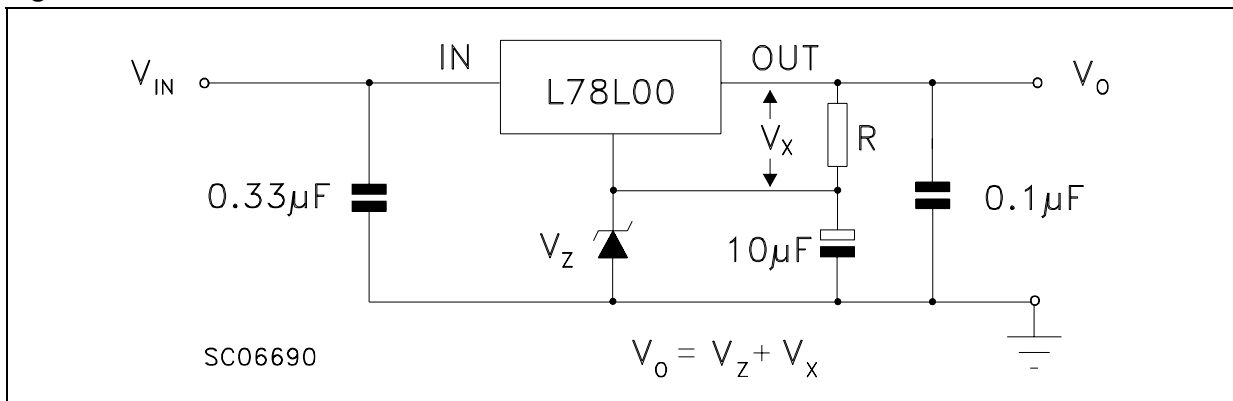 IN
OUT
V_IN
L78L00
V_O
V_X
R
0.33µF
0.1µF
V_Z
10µF
SC06690
V_O = V_Z + V_X